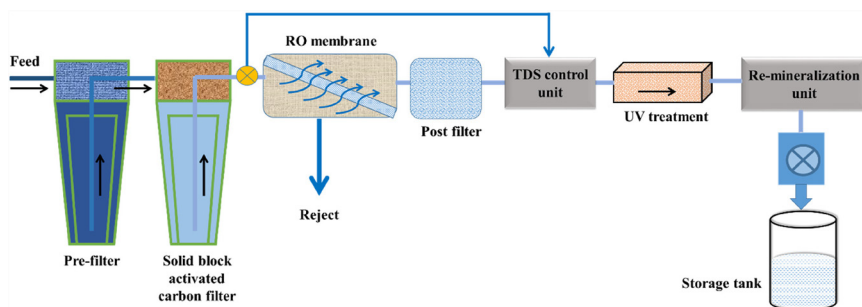 Feed
RO membrane
TDS control
unit
Re-mineralization
unit
UV treatment
Post filter
Reject
Pre-filter
Solid block
activated
carbon filter
Storage tank